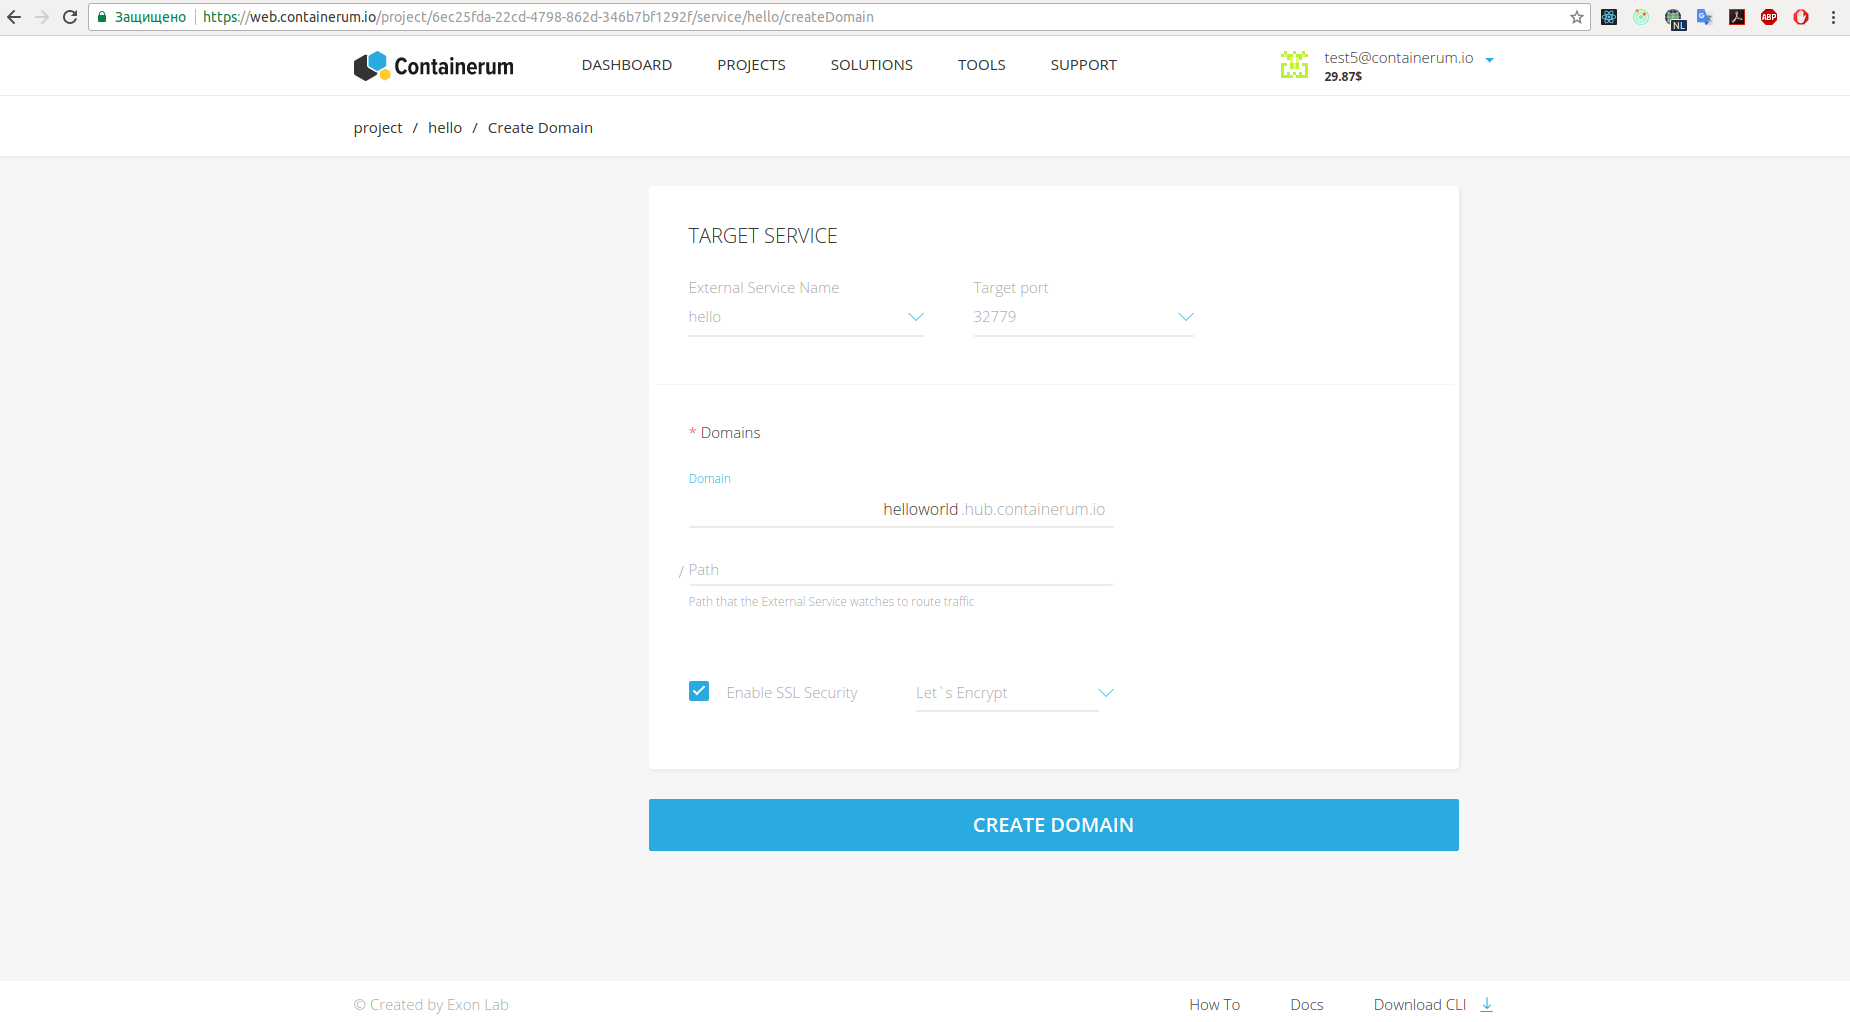 Защищено https://web.containerum.io/project/6ec25fda-22cd-4798-862d-346b7bf1292f/service/hello/createDomain
NL
ABP
Containerum DASHBOARD PROJECTS SOLUTIONS TOOLS SUPPORT test5@containerum.io
29.87$
project / hello / Create Domain
TARGET SERVICE
External Service Name Target port
hello 32779
* Domains
Domain
helloworld.hub.containerum.io
/ Path
Path that the External Service watches to route traffic
Enable SSL Security Let`s Encrypt
CREATE DOMAIN
© Created by Exon Lab How To Docs Download CLI